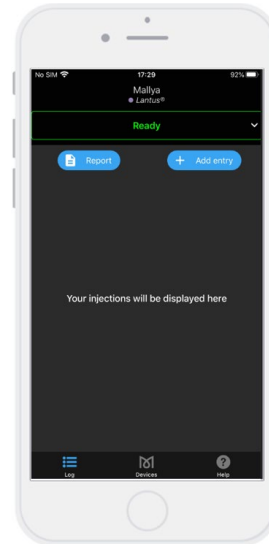 No SIM 17:29 92%
Mallya
Lantus®
Ready
Report + Add entry
Your injections will be displayed here
Log Devices Help